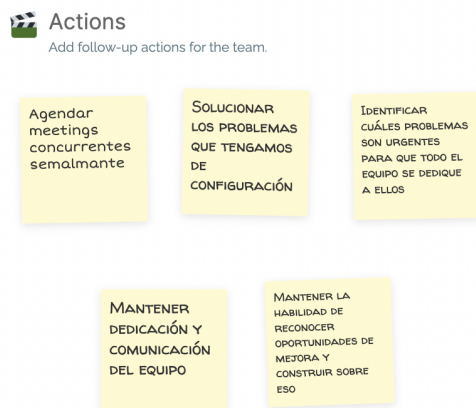 Actions
Add follow-up actions for the team.
Agendar
meetings
concurrentes
semalmante
Solucionar
los problemas
que tengamos
de
configuración
Identificar
cuáles problemas
son urgentes
para que todo el
equipo se dedique
a ellos
Mantener
dedicación y
comunicación
del equipo
Mantener la
habilidad de
reconocer
oportunidades de
mejora y
construir sobre
eso